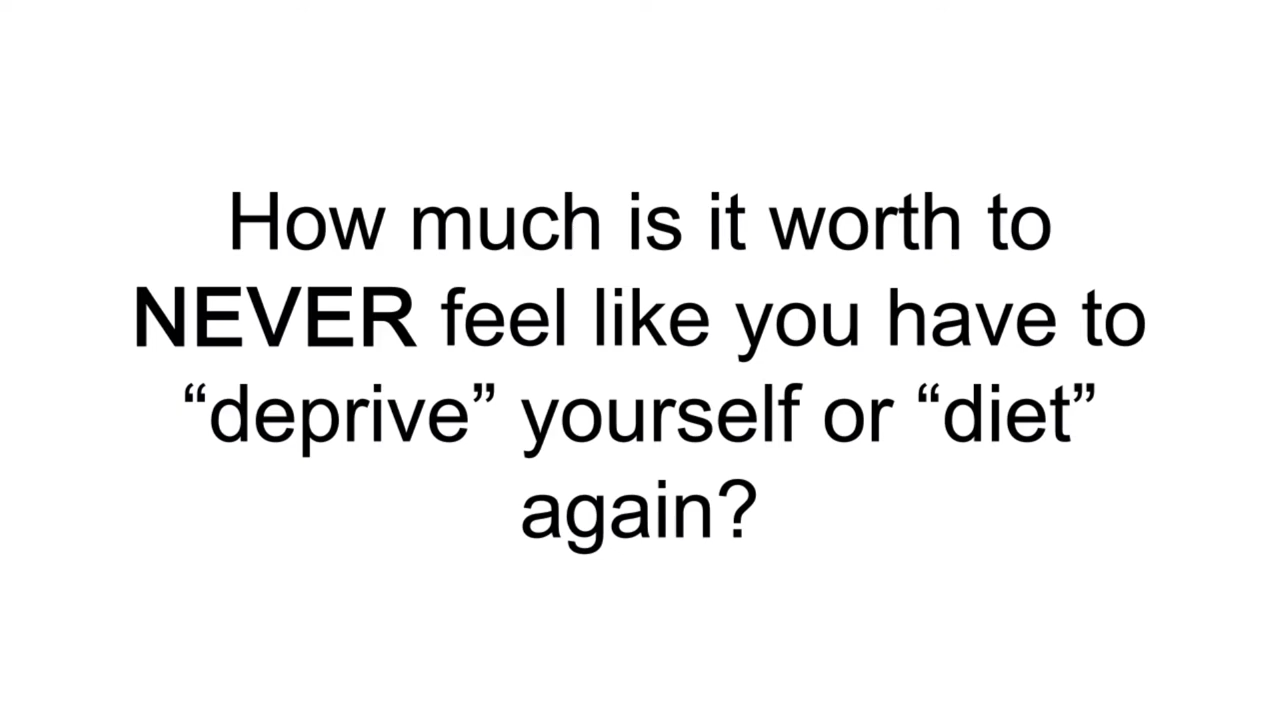 How much is it worth to
NEVER feel like you have to
“deprive” yourself or “diet”
again?